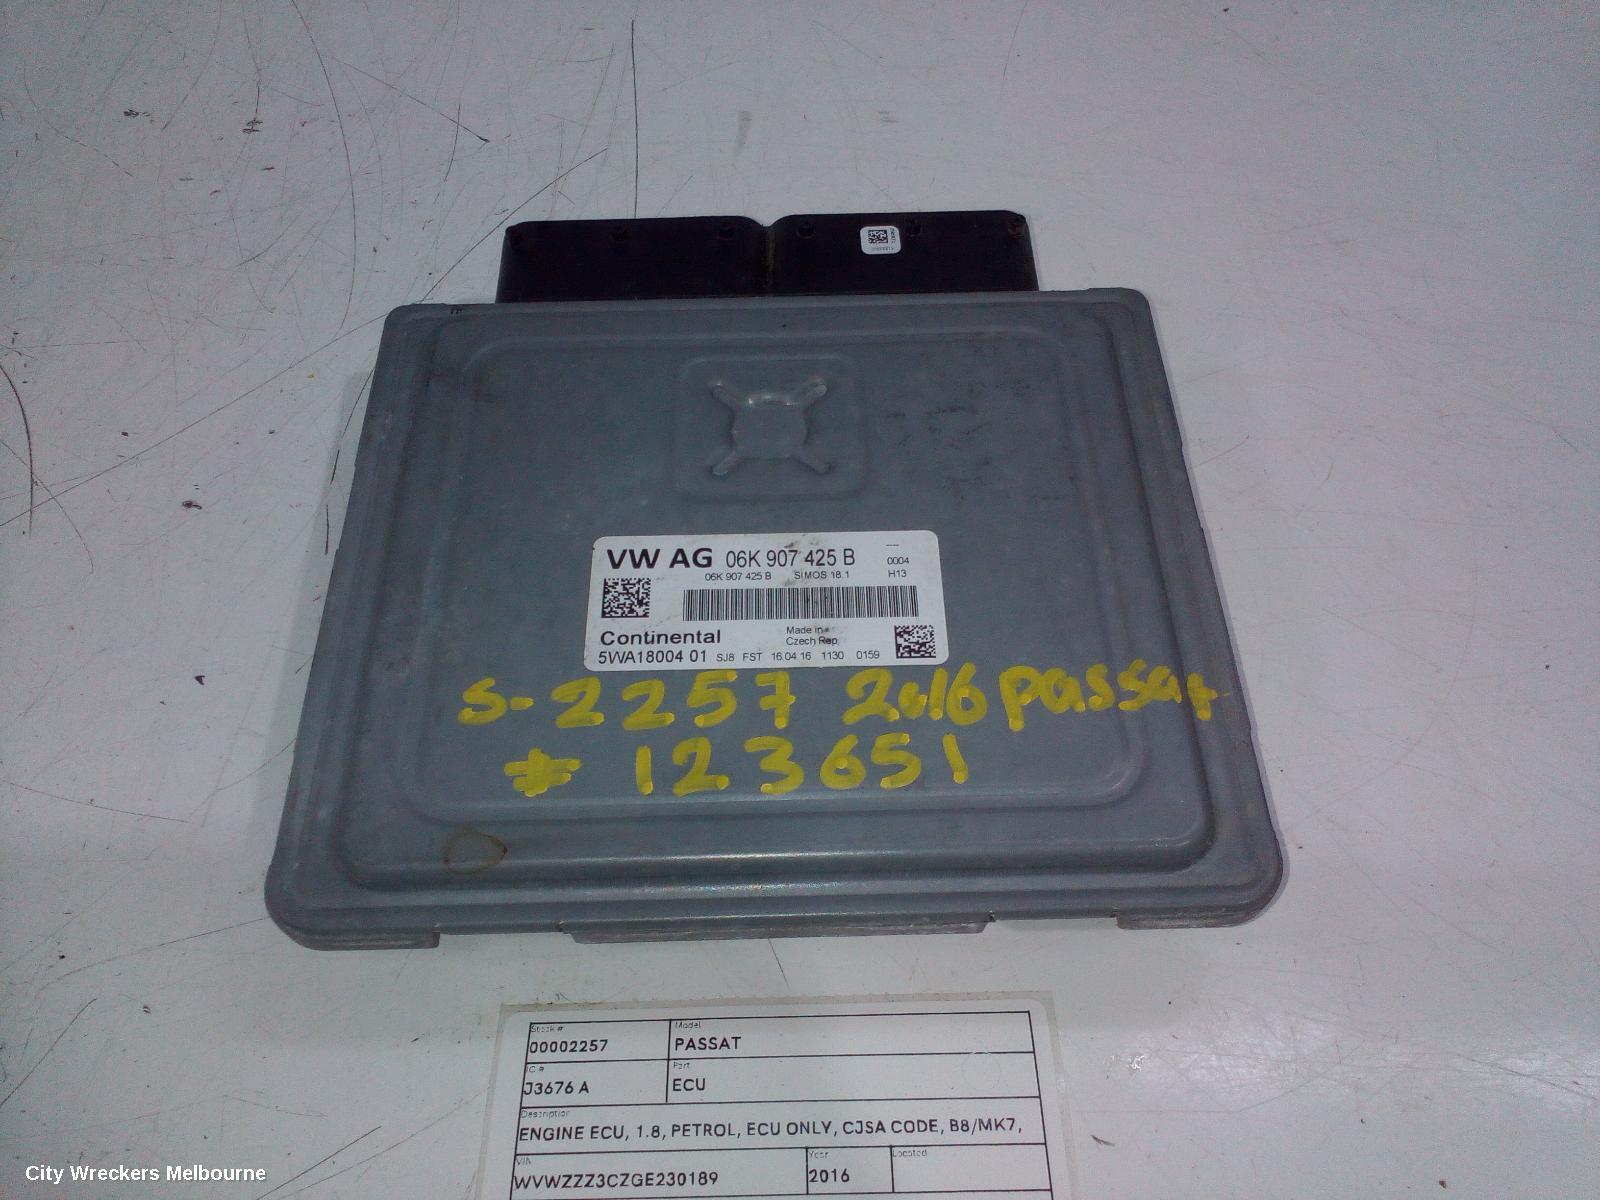 VW AG 06K 907 425 B 0004
06K 907 425 B SIMOS 18.1 H13
Continental Made in
Czech Rep.
5WA18004 01 SJ8 FST 16.04.16 1130 0159
S-2257 2016 passat
* 123651
Stock # Model
00002257 PASSAT
IC # Part
J3676 A ECU
Description
ENGINE ECU, 1.8, PETROL, ECU ONLY, CJSA CODE, B8/MK7,
VIN Year Located
WVWZZZ3CZGE230189 2016
City Wreckers Melbourne